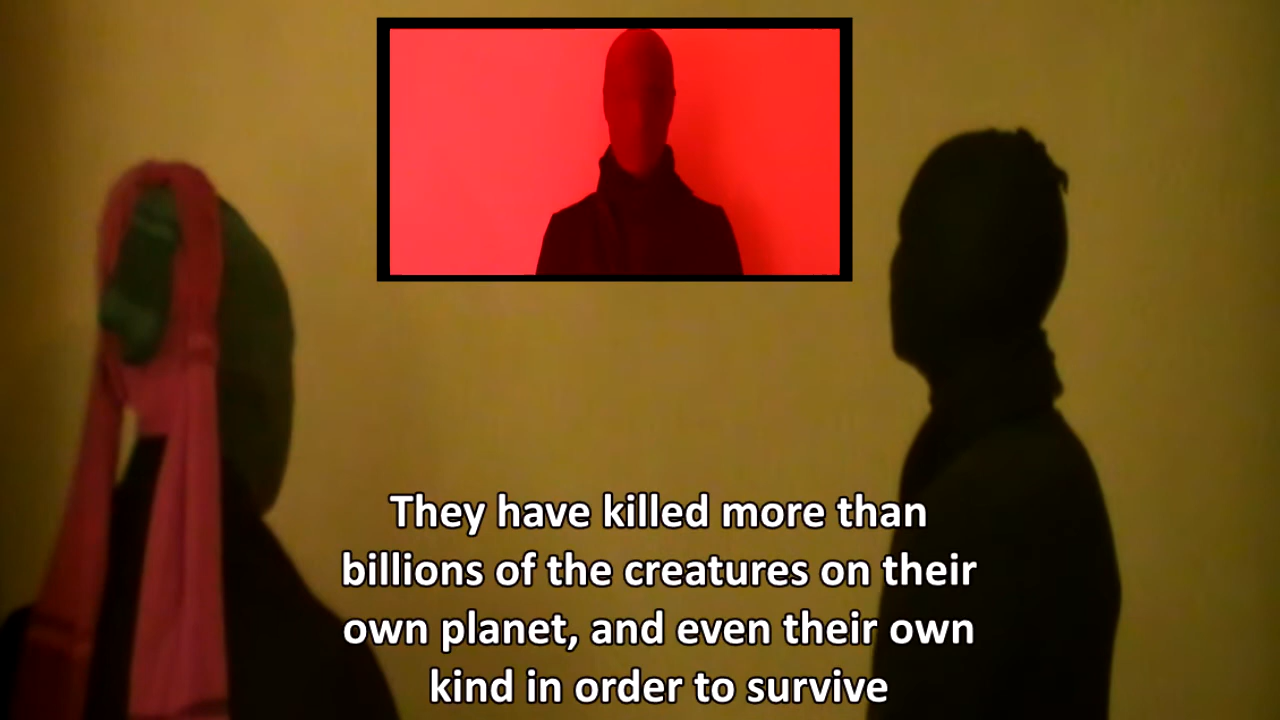 They have killed more than
billions of the creatures on their
own planet, and even their own
kind in order to survive